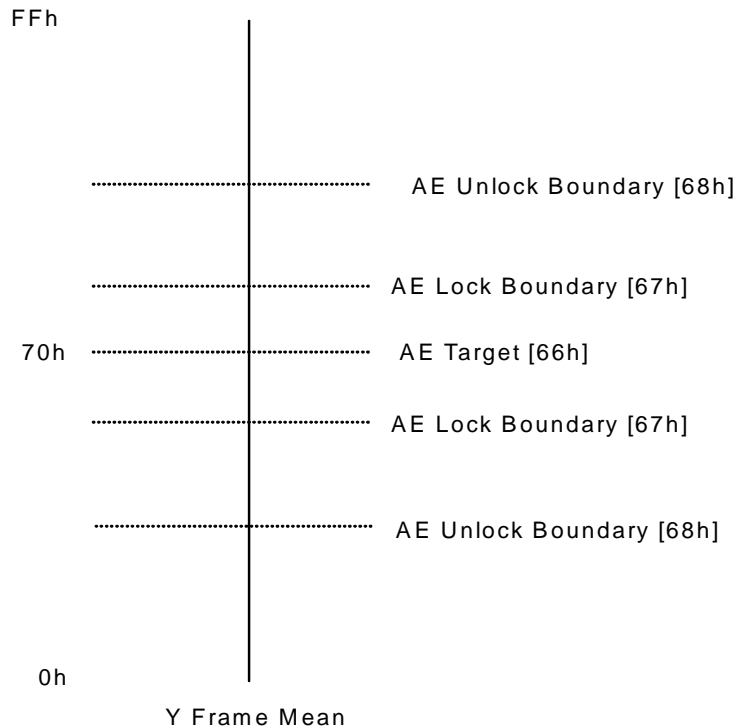 FFh
AE Unlock Boundary [68h]
AE Lock Boundary [67h]
70h
AE Target [66h]
AE Lock Boundary [67h]
AE Unlock Boundary [68h]
0h
Y Frame Mean